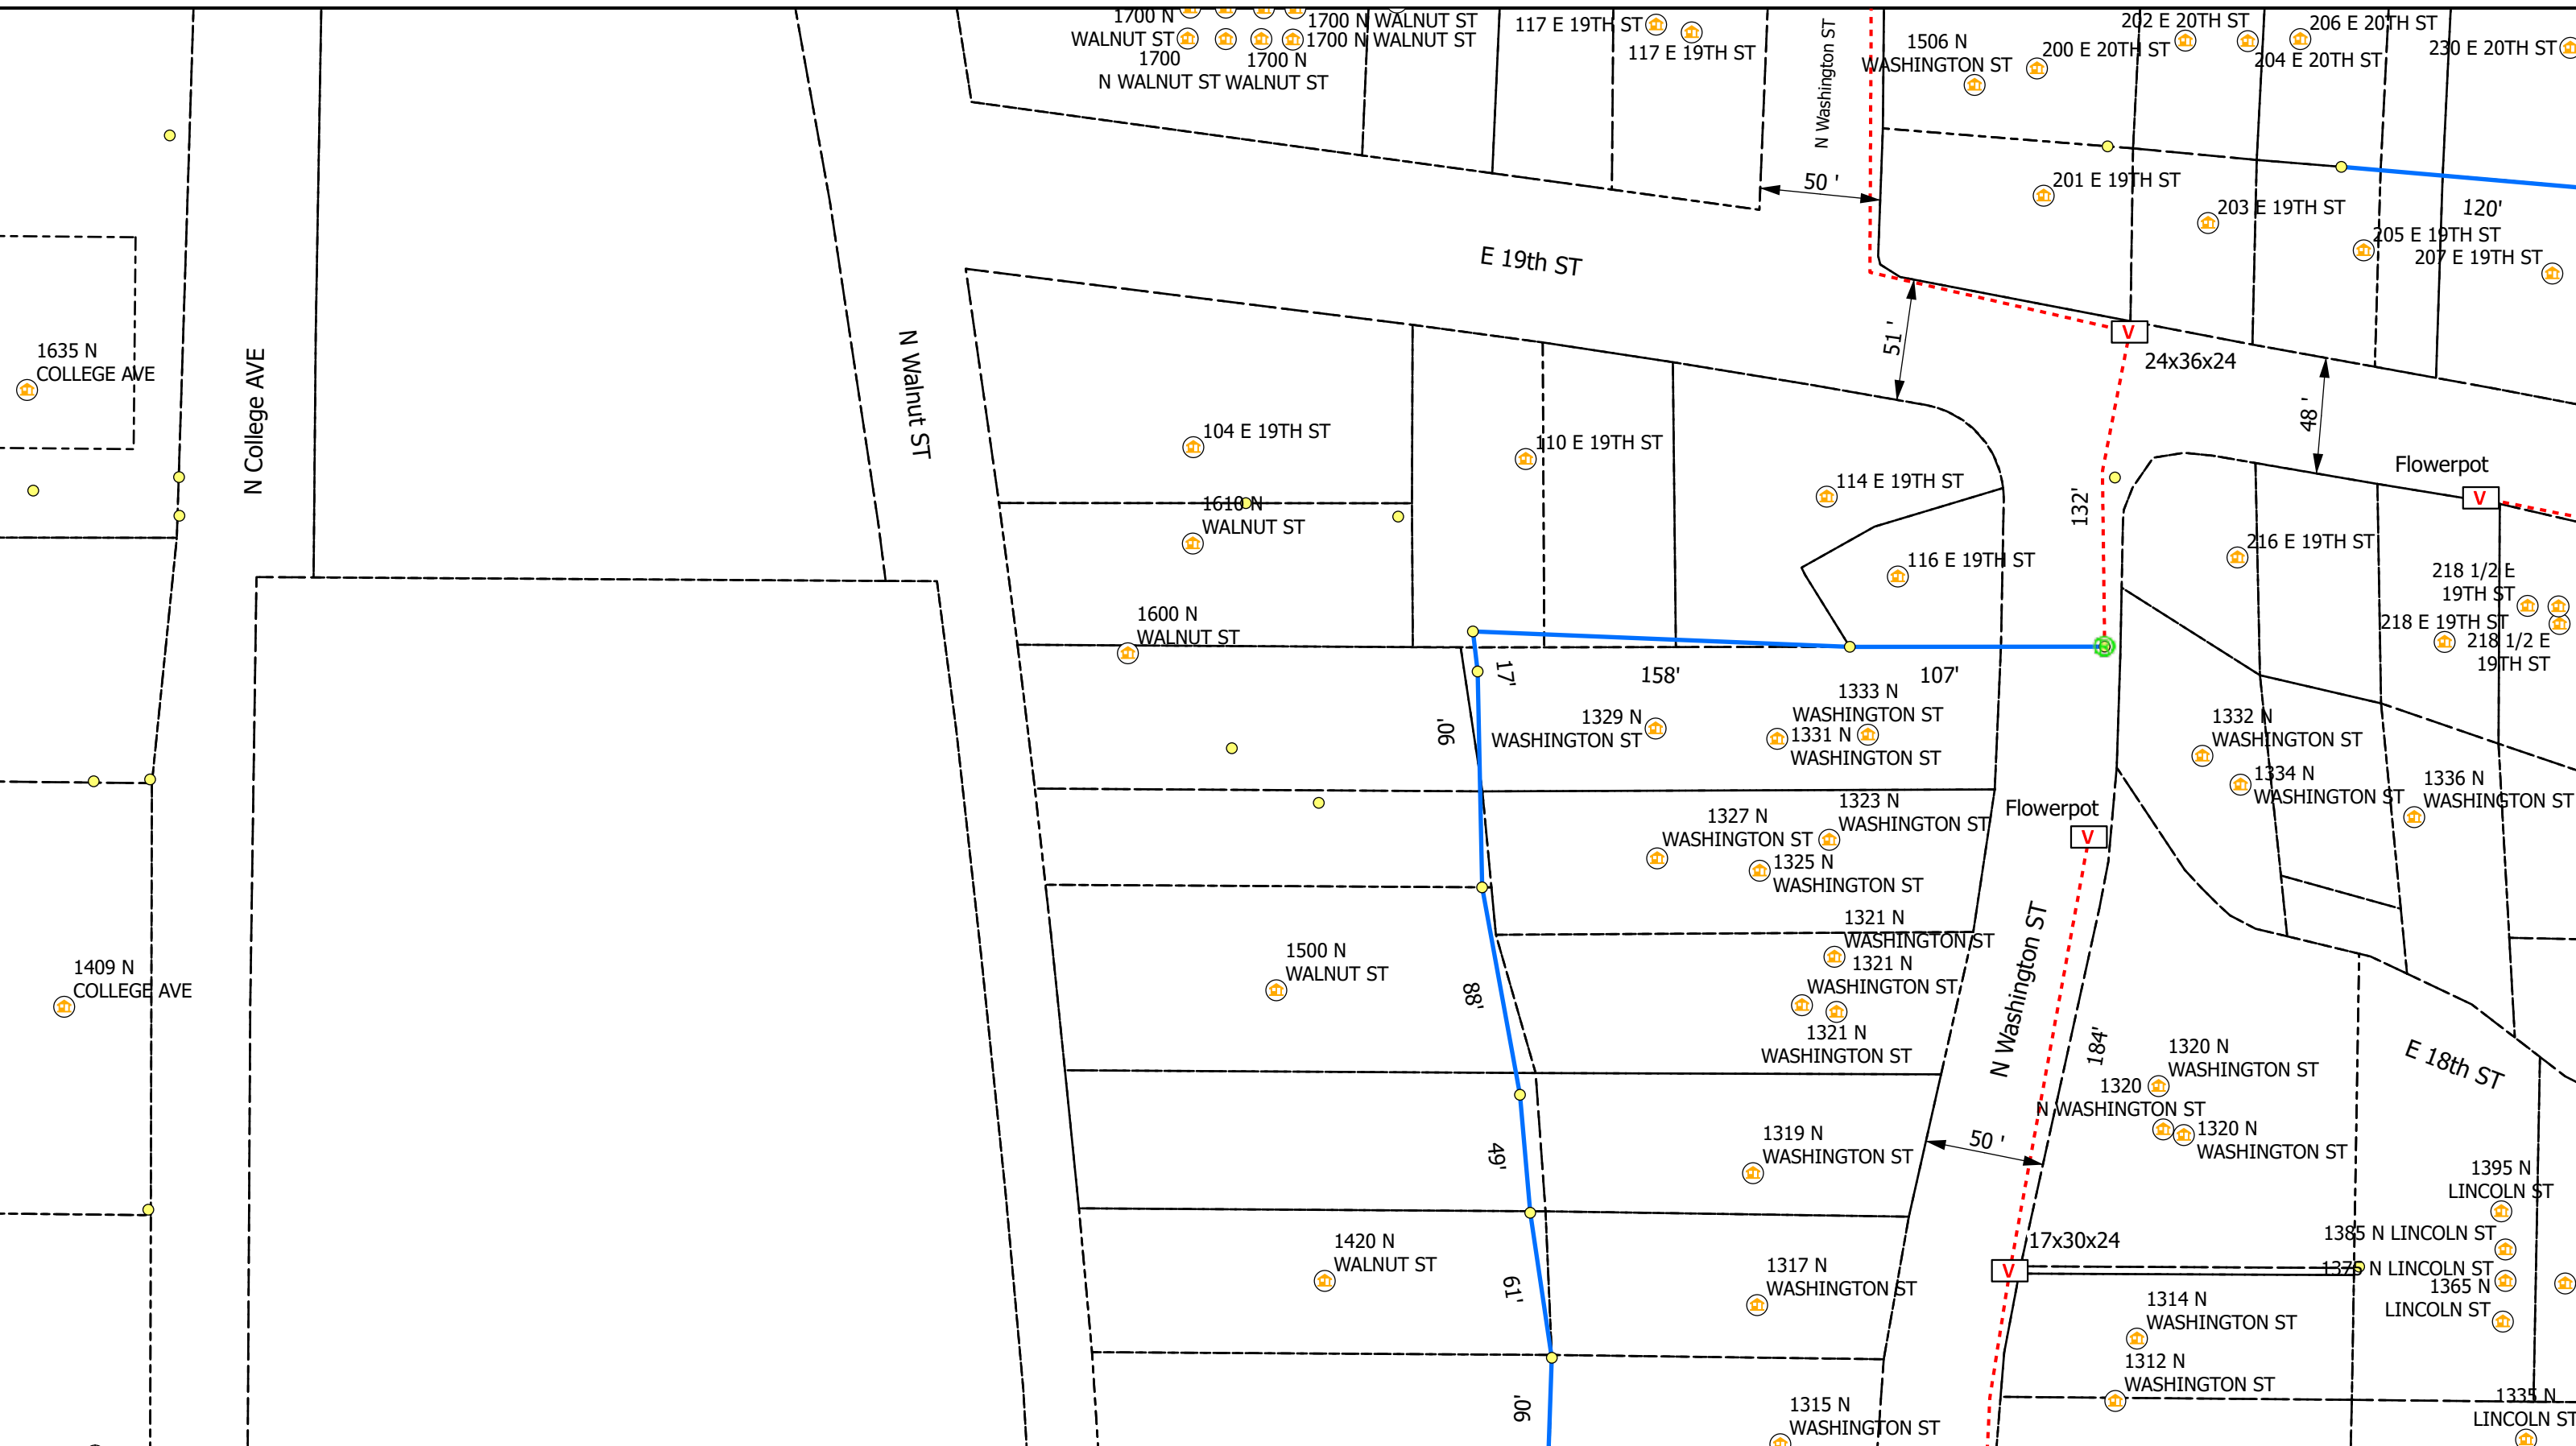 1700 N
WALNUT ST
1700 N WALNUT ST
1700 N WALNUT ST
1700
N WALNUT ST
1700 N
WALNUT ST
117 E 19TH ST
117 E 19TH ST
N Washington ST
1506 N
WASHINGTON ST
200 E 20TH ST
202 E 20TH ST
204 E 20TH ST
206 E 20TH ST
230 E 20TH ST
50 '
201 E 19TH ST
203 E 19TH ST
205 E 19TH ST
207 E 19TH ST
120'
E 19th ST
51 '
V
24x36x24
48 '
1635 N
COLLEGE AVE
N College AVE
N Walnut ST
104 E 19TH ST
110 E 19TH ST
114 E 19TH ST
116 E 19TH ST
132'
Flowerpot
V
1610 N
WALNUT ST
1600 N
WALNUT ST
216 E 19TH ST
218 1/2 E
19TH ST
218 E 19TH ST
218 1/2 E
19TH ST
17'
158'
107'
90'
1329 N
WASHINGTON ST
1333 N
WASHINGTON ST
1331 N
WASHINGTON ST
1332 N
WASHINGTON ST
1334 N
WASHINGTON ST
1336 N
WASHINGTON ST
1327 N
WASHINGTON ST
1323 N
WASHINGTON ST
1325 N
WASHINGTON ST
Flowerpot
V
1321 N
WASHINGTON ST
1321 N
WASHINGTON ST
1321 N
WASHINGTON ST
1409 N
COLLEGE AVE
1500 N
WALNUT ST
88'
N Washington ST
184'
E 18th ST
1320 N
WASHINGTON ST
1320
N WASHINGTON ST
1320 N
WASHINGTON ST
49'
1319 N
WASHINGTON ST
50 '
1395 N
LINCOLN ST
1385 N LINCOLN ST
1375 N LINCOLN ST
1365 N
LINCOLN ST
17x30x24
V
1420 N
WALNUT ST
61'
1317 N
WASHINGTON ST
1314 N
WASHINGTON ST
1312 N
WASHINGTON ST
90'
1315 N
WASHINGTON ST
1335 N
LINCOLN ST